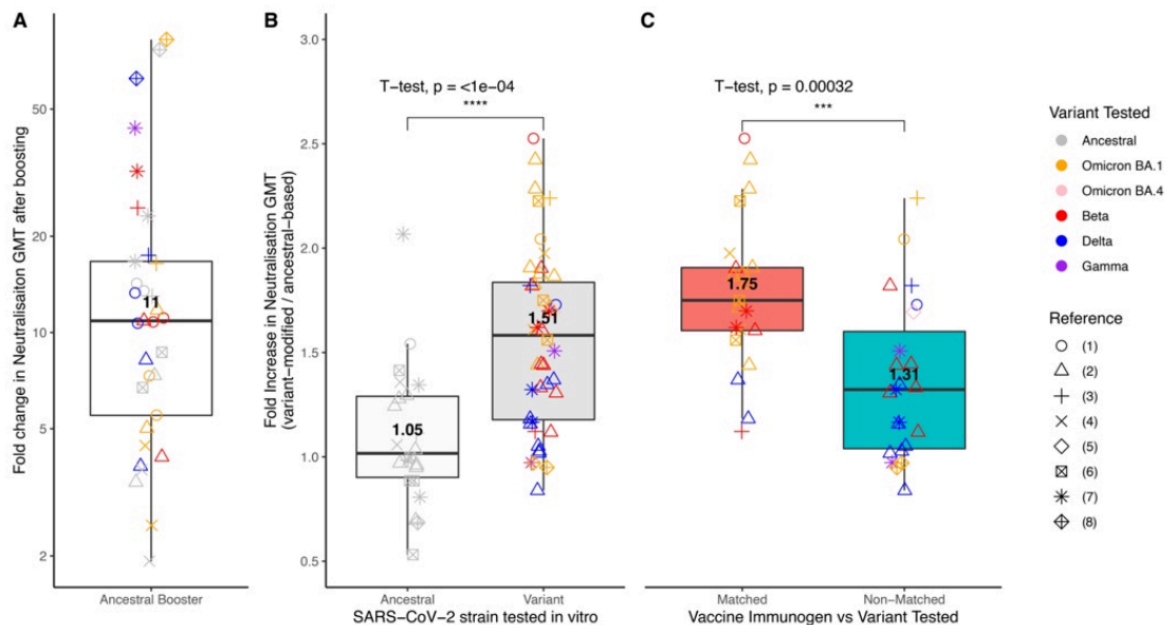 A
B
C
Fold change in Neutralisaiton GMT after boosting
50
20
10
5
2
11
Ancestral Booster
Fold Increase in Neutralisation GMT
(variant-modified / ancestral-based)
3.0
2.5
2.0
1.5
1.0
0.5
T-test, p = <1e-04
****
1.05
1.51
Ancestral
Variant
SARS-CoV-2 strain tested in vitro
T-test, p = 0.00032
***
1.75
1.31
Matched
Non-Matched
Vaccine Immunogen vs Variant Tested
Variant Tested
Ancestral
Omicron BA.1
Omicron BA.4
Beta
Delta
Gamma
Reference
(1)
(2)
(3)
(4)
(5)
(6)
(7)
(8)